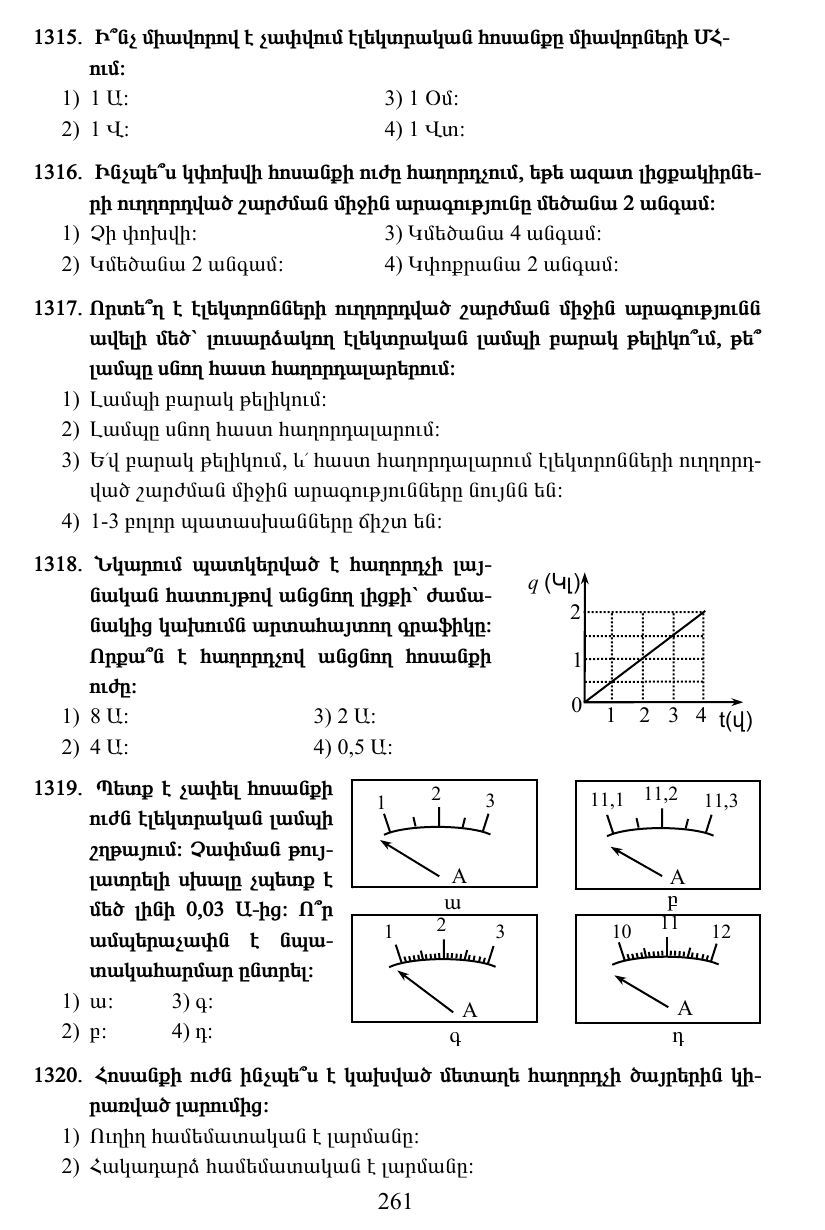 1315. Ի՞նչ միավորով է չափվում էլեկտրական հոսանքը միավորների ՄՀ-
ում:
1) 1 Ա: 3) 1 Օմ:
2) 1 Վ: 4) 1 Վտ:
1316. Ինչպե՞ս կփոխվի հոսանքի ուժը հաղորդչում, եթե ազատ լիցքակիրնե-
րի ուղղորդված շարժման միջին արագությունը մեծանա 2 անգամ:
1) Չի փոխվի: 3) Կմեծանա 4 անգամ:
2) Կմեծանա 2 անգամ: 4) Կփոքրանա 2 անգամ:
1317. Որտե՞ղ է էլեկտրոնների ուղղորդված շարժման միջին արագությունն
ավելի մեծ՝ լուսարձակող էլեկտրական լամպի բարակ թելիկո՞ւմ, թե՞
լամպը սնող հաստ հաղորդալարերում:
1) Լամպի բարակ թելիկում:
2) Լամպը սնող հաստ հաղորդալարում:
3) Ե՛վ բարակ թելիկում, և՛ հաստ հաղորդալարում էլեկտրոնների ուղղորդ-
ված շարժման միջին արագությունները նույնն են:
4) 1-3 բոլոր պատասխանները ճիշտ են:
1318. Նկարում պատկերված է հաղորդչի լայ-
նական հատույթով անցնող լիցքի՝ ժամա-
նակից կախումն արտահայտող գրաֆիկը:
Որքա՞ն է հաղորդչով անցնող հոսանքի
ուժը:
1) 8 Ա: 3) 2 Ա:
2) 4 Ա: 4) 0,5 Ա:
q (Կլ)
2
1
0
1 2 3 4 t(վ)
1319. Պետք է չափել հոսանքի
ուժն էլեկտրական լամպի
շղթայում: Չափման թույ-
լատրելի սխալը չպետք է
մեծ լինի 0,03 Ա-ից: Ո՞ր
ամպերաչափն է նպա-
տակահարմար ընտրել:
1) ա: 3) գ:
2) բ: 4) դ:
1 2 3
A
ա
11,1 11,2 11,3
A
բ
1 2 3
A
գ
10 11 12
A
դ
1320. Հոսանքի ուժն ինչպե՞ս է կախված մետաղե հաղորդչի ծայրերին կի-
րառված լարումից:
1) Ուղիղ համեմատական է լարմանը:
2) Հակադարձ համեմատական է լարմանը:
261